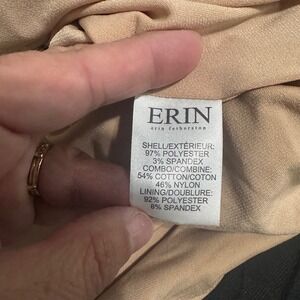 ERIN
erin fetherston
SHELL/EXTÉRIEUR:
97% POLYESTER
3% SPANDEX
COMBO/COMBINE:
54% COTTON/COTON
46% NYLON
LINING/DOUBLURE:
92% POLYESTER
8% SPANDEX